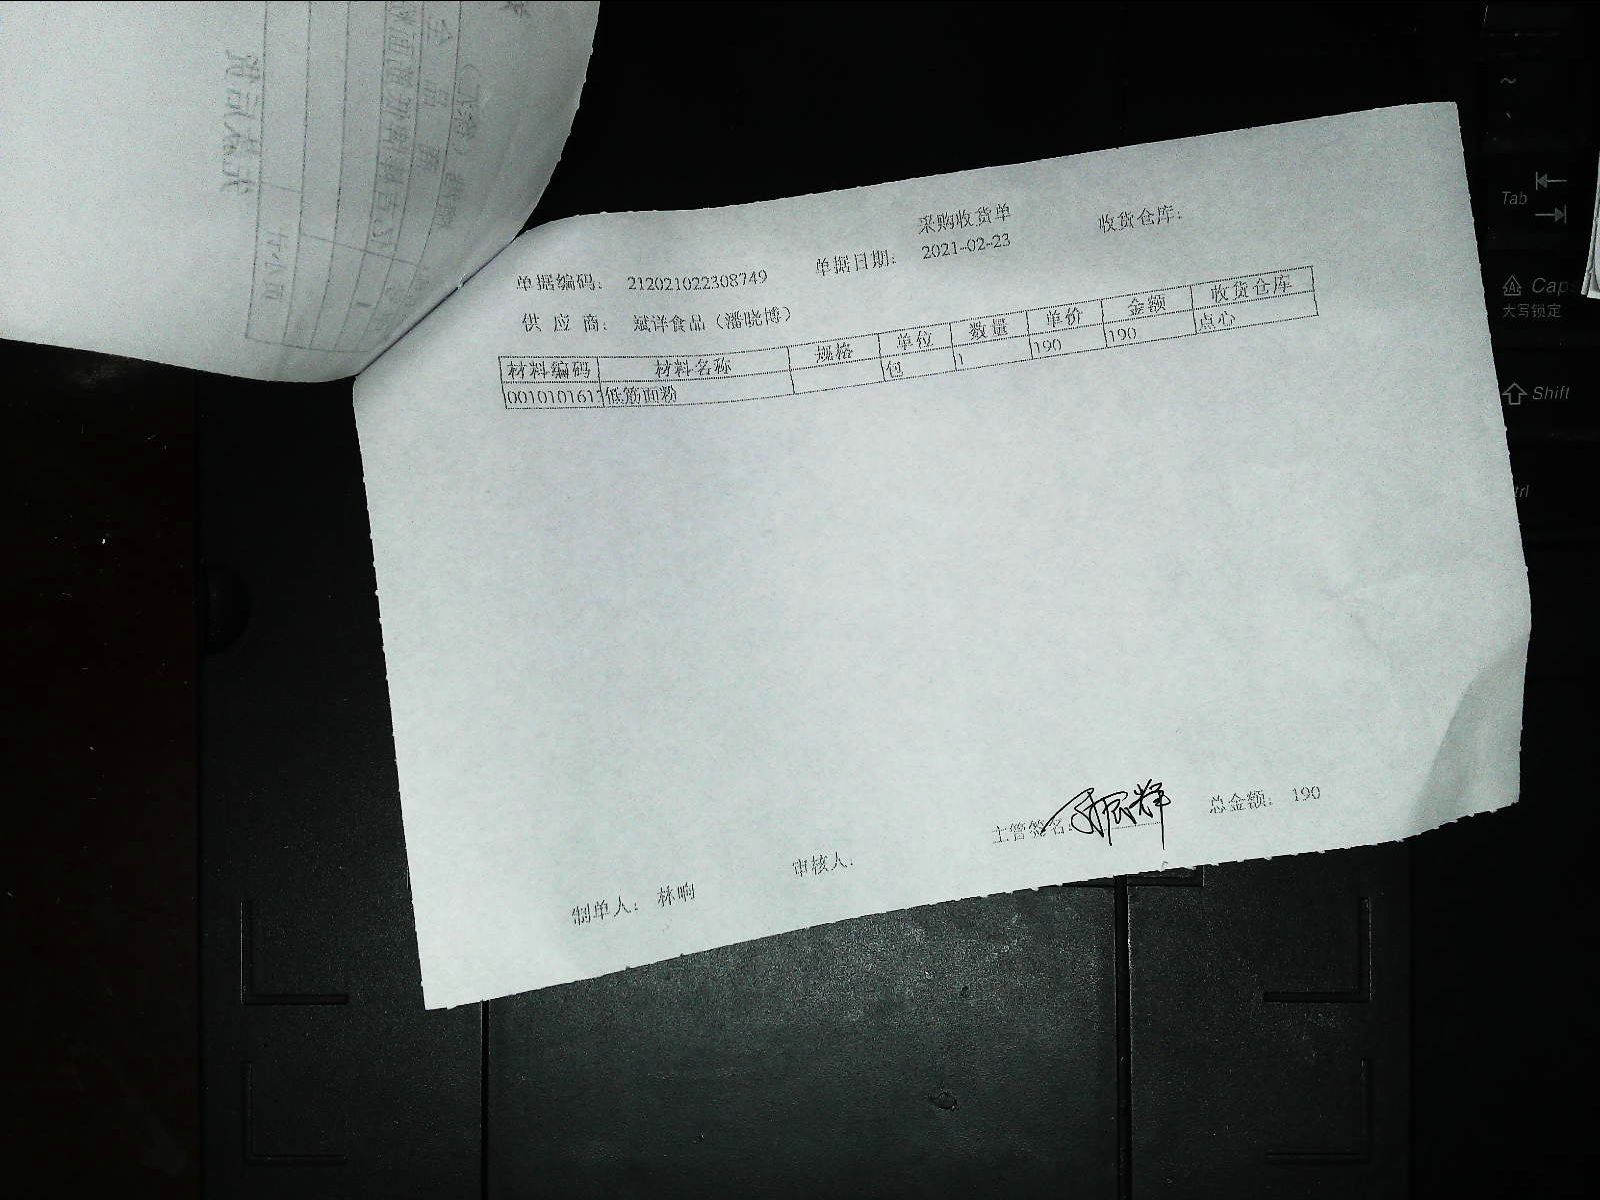 采购收货单
单据编码: 212021022308749 单据日期: 2021-02-23 收货仓库:
供 应 商: 斌详食品（潘晓博）
材料编码 材料名称 规格 单位 数量 单价 金额 收货仓库
001010161 低筋面粉 包 1 190 190 点心
主管签名: 总金额: 190
制单人: 林响 审核人:
~
Tab
Cap
大写锁定
Shift
trl